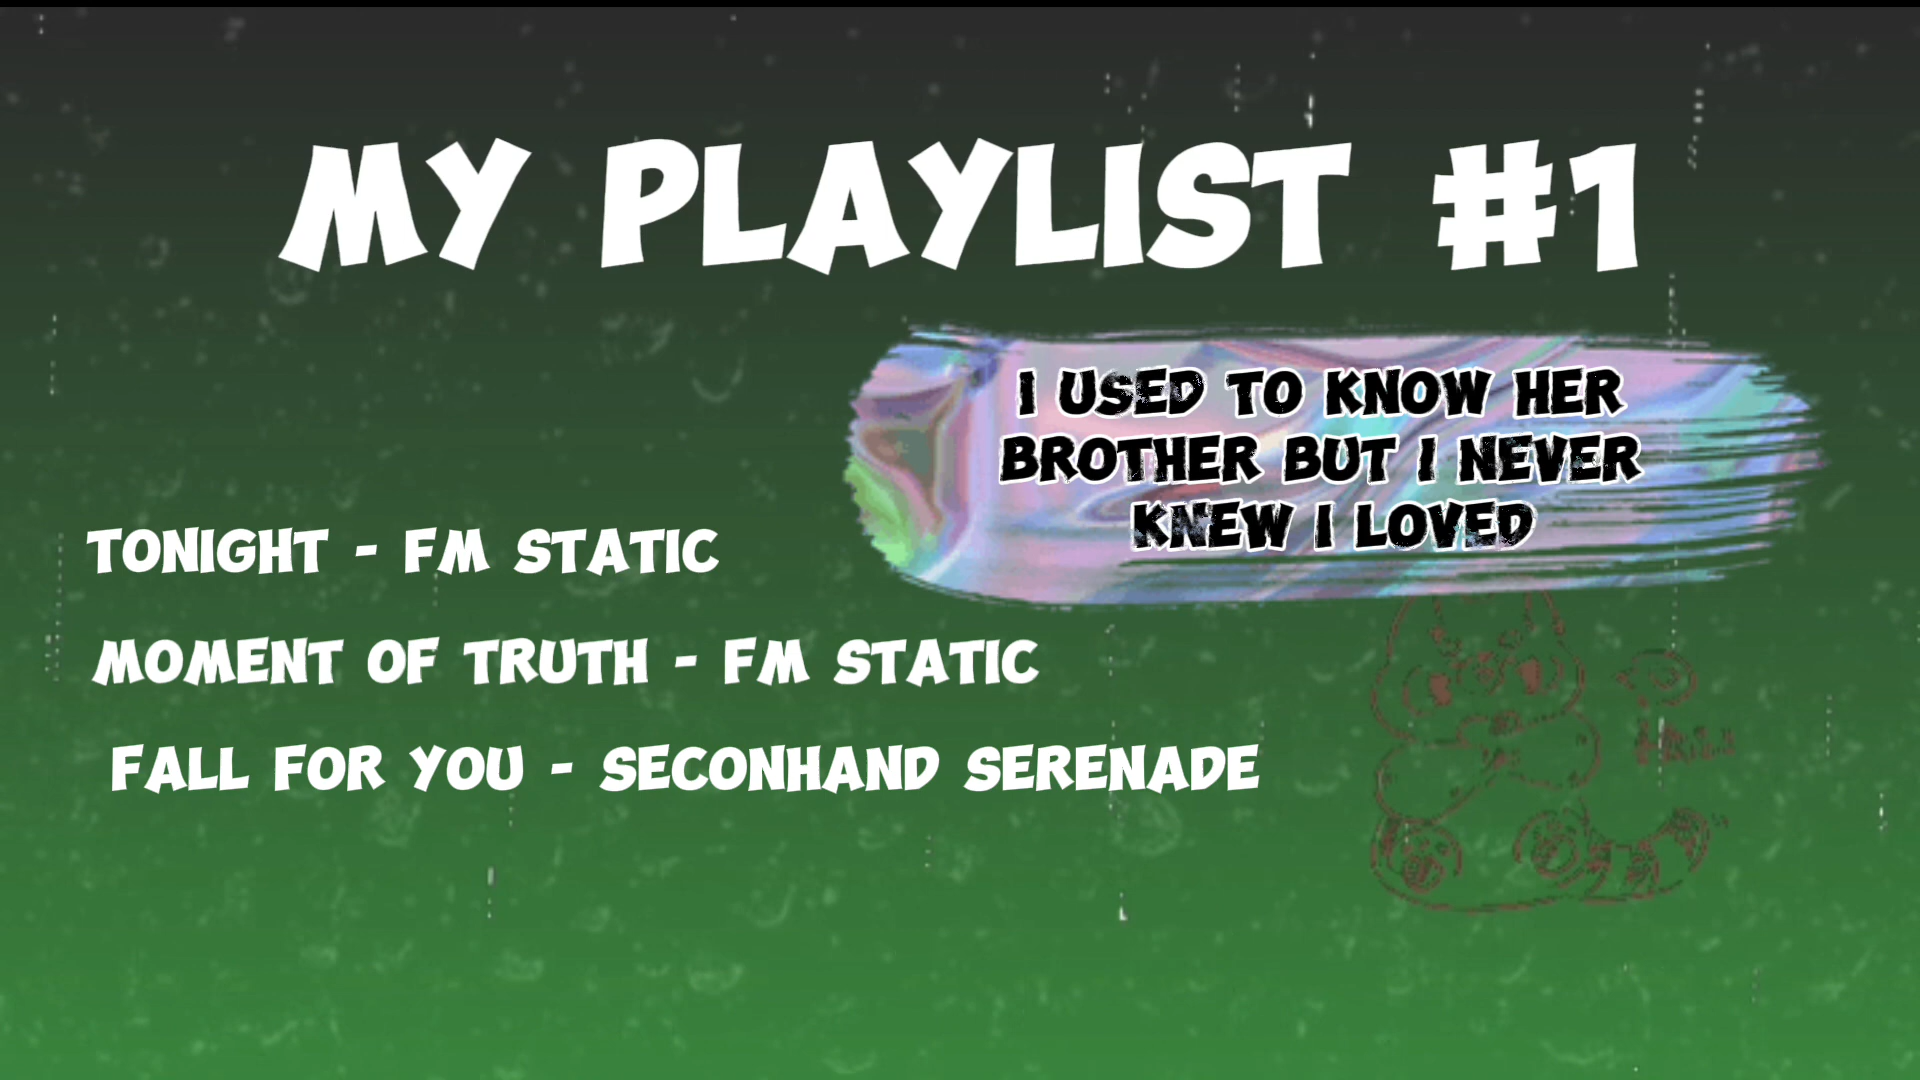 MY PLAYLIST #1
I USED TO KNOW HER
BROTHER BUT I NEVER
KNEW I LOVED
TONIGHT - FM STATIC
MOMENT OF TRUTH - FM STATIC
FALL FOR YOU - SECONHAND SERENADE